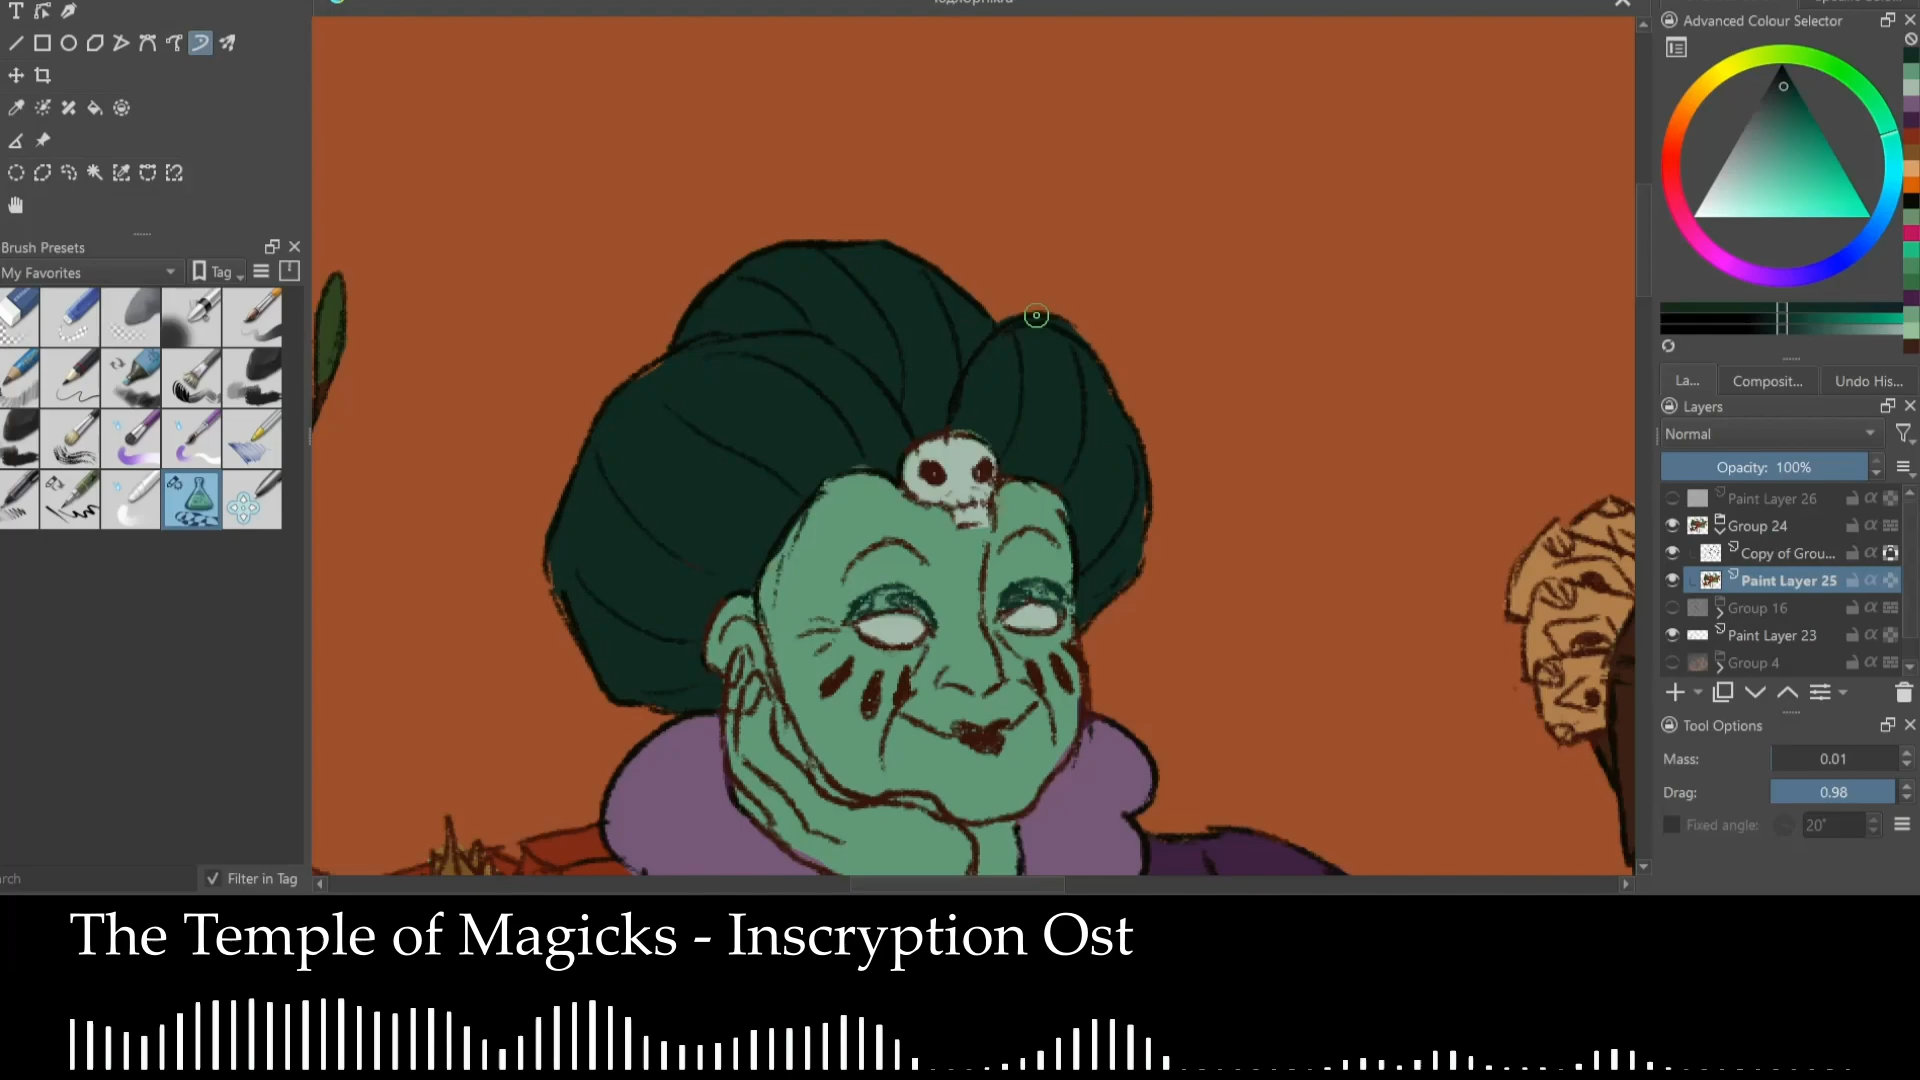 Advanced Colour Selector
Brush Presets
My Favorites
Tag
La...
Composit...
Undo His...
Layers
Normal
Opacity: 100%
Paint Layer 26
Group 24
Copy of Grou...
Paint Layer 25
Group 16
Paint Layer 23
Group 4
Tool Options
Mass:
0.01
Drag:
0.98
Fixed angle:
20°
rch
Filter in Tag
The Temple of Magicks - Inscryption Ost